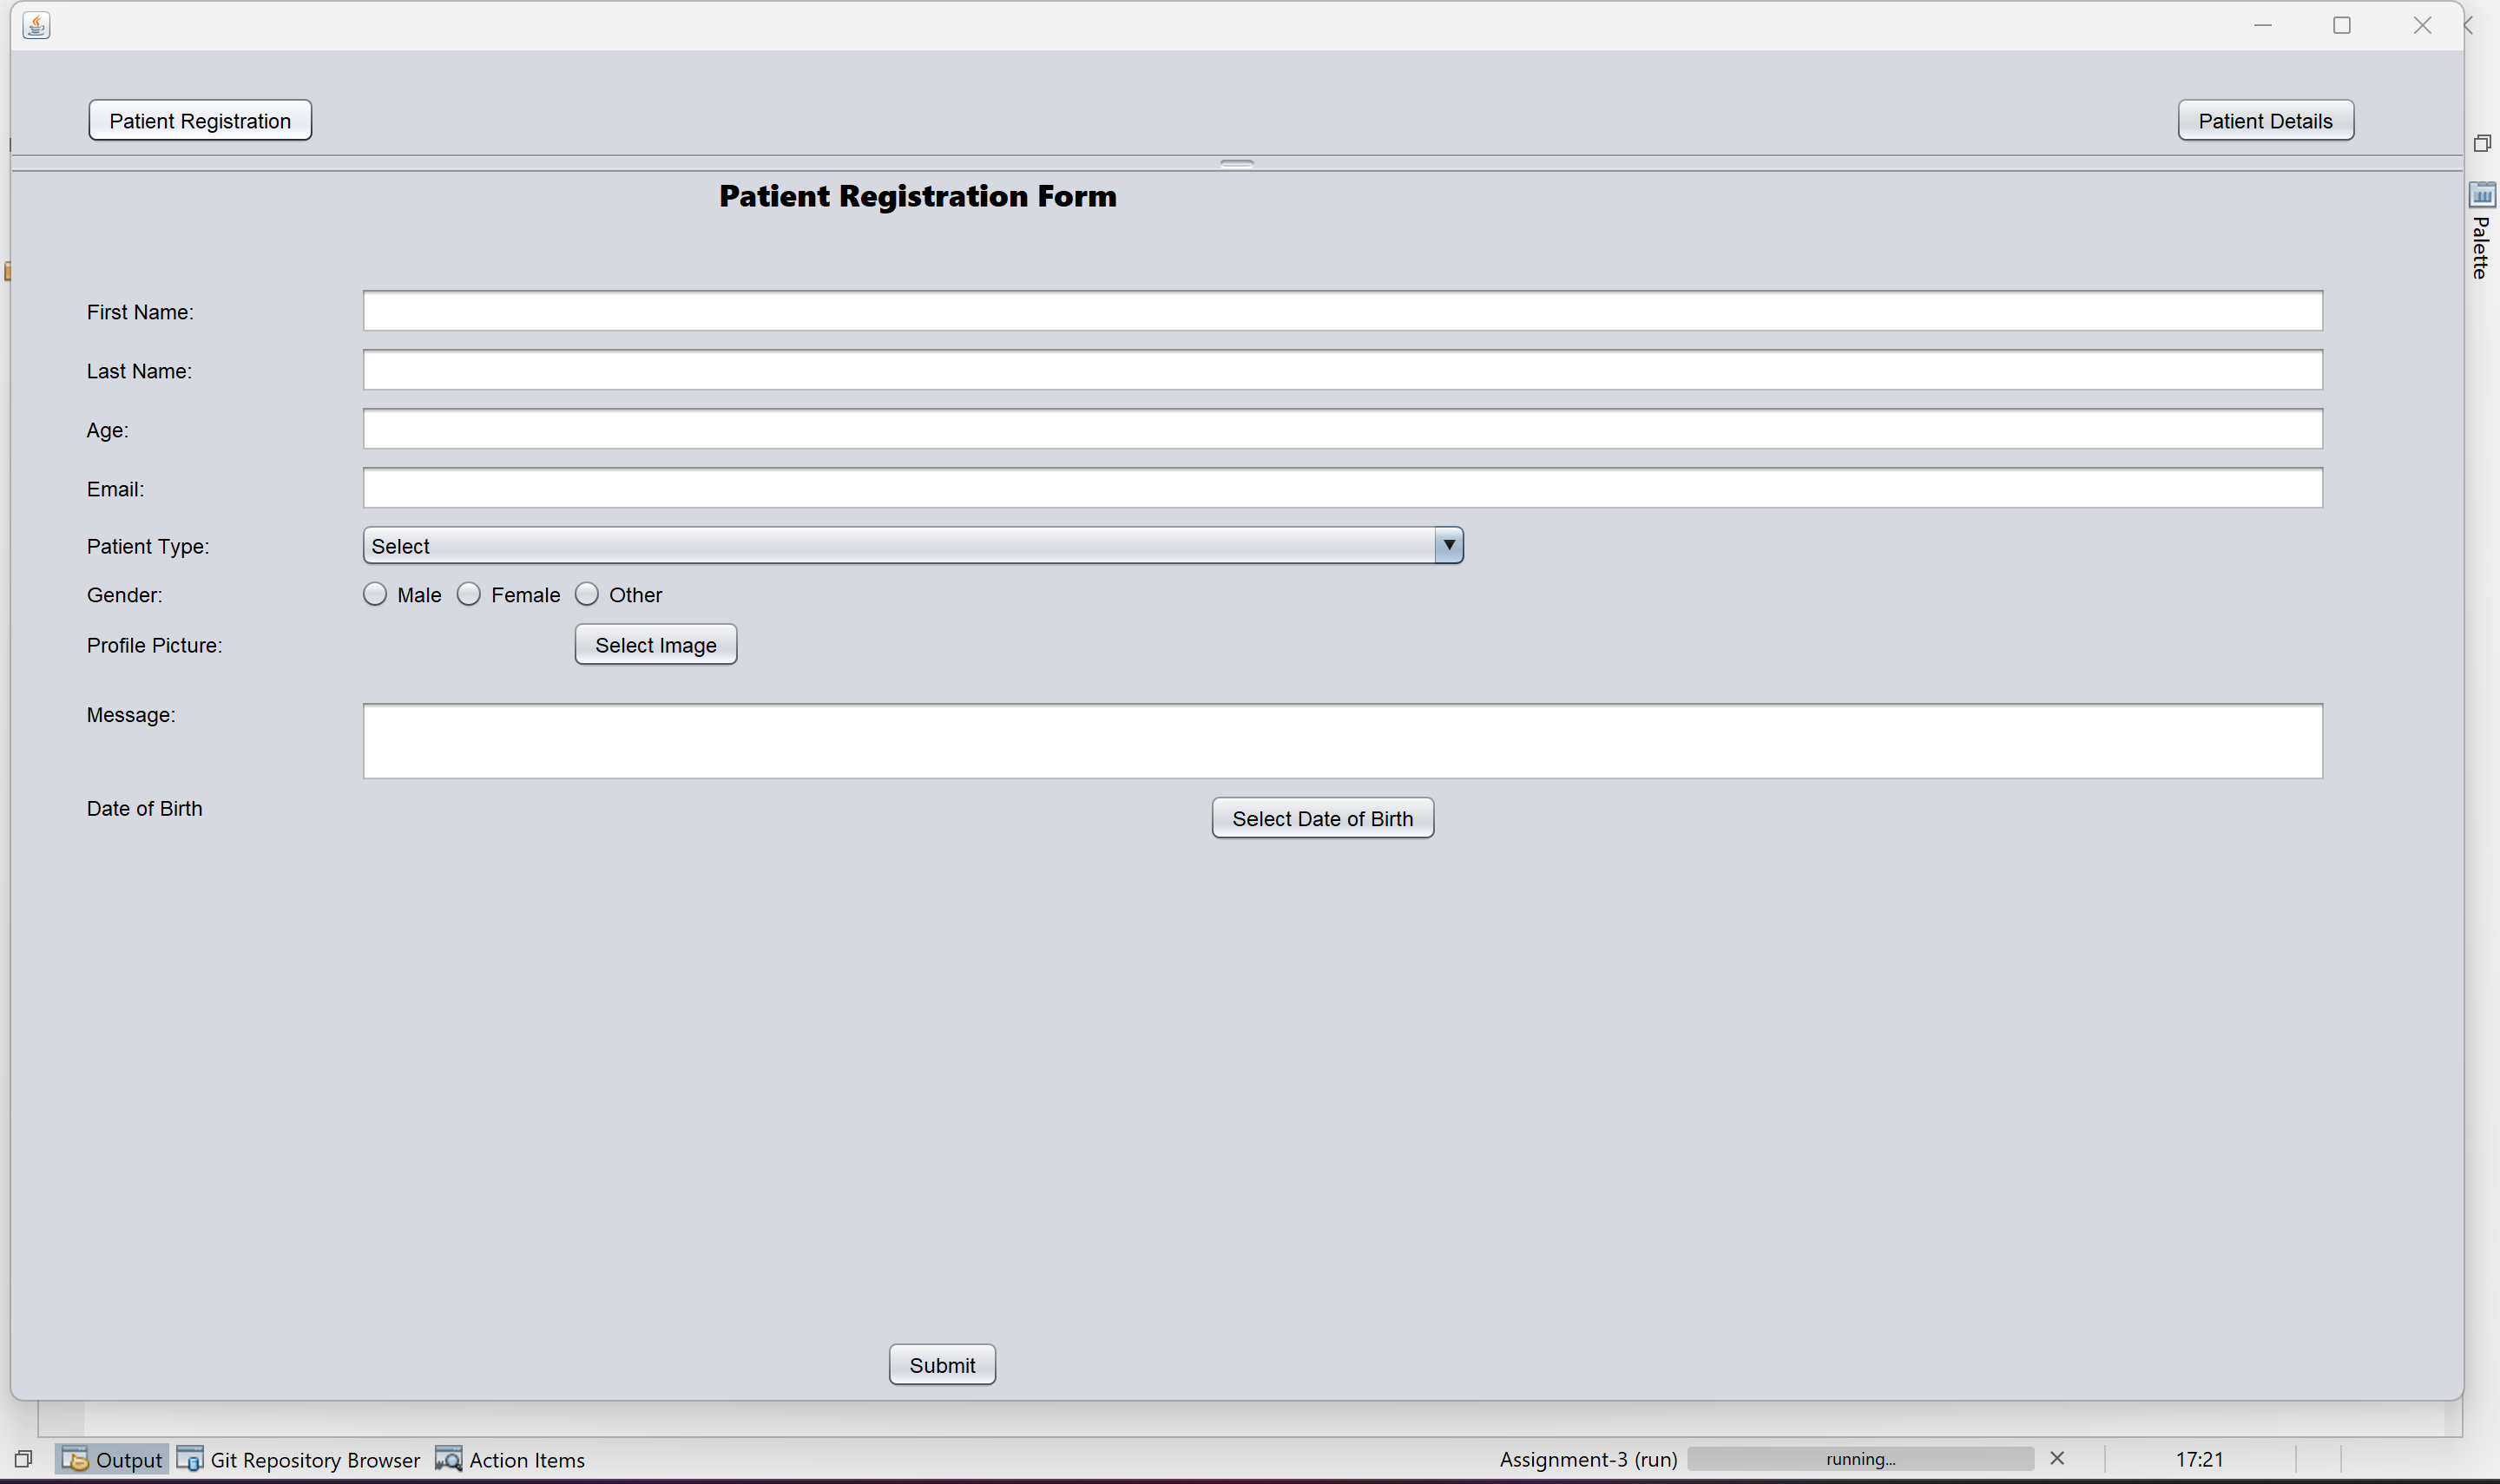 Patient Registration
Patient Details
Palette
Patient Registration Form
First Name:
Last Name:
Age:
Email:
Patient Type:
Select
Gender:
Male Female Other
Profile Picture:
Select Image
Message:
Date of Birth
Select Date of Birth
Submit
Output Git Repository Browser Action Items Assignment-3 (run) running... 17:21